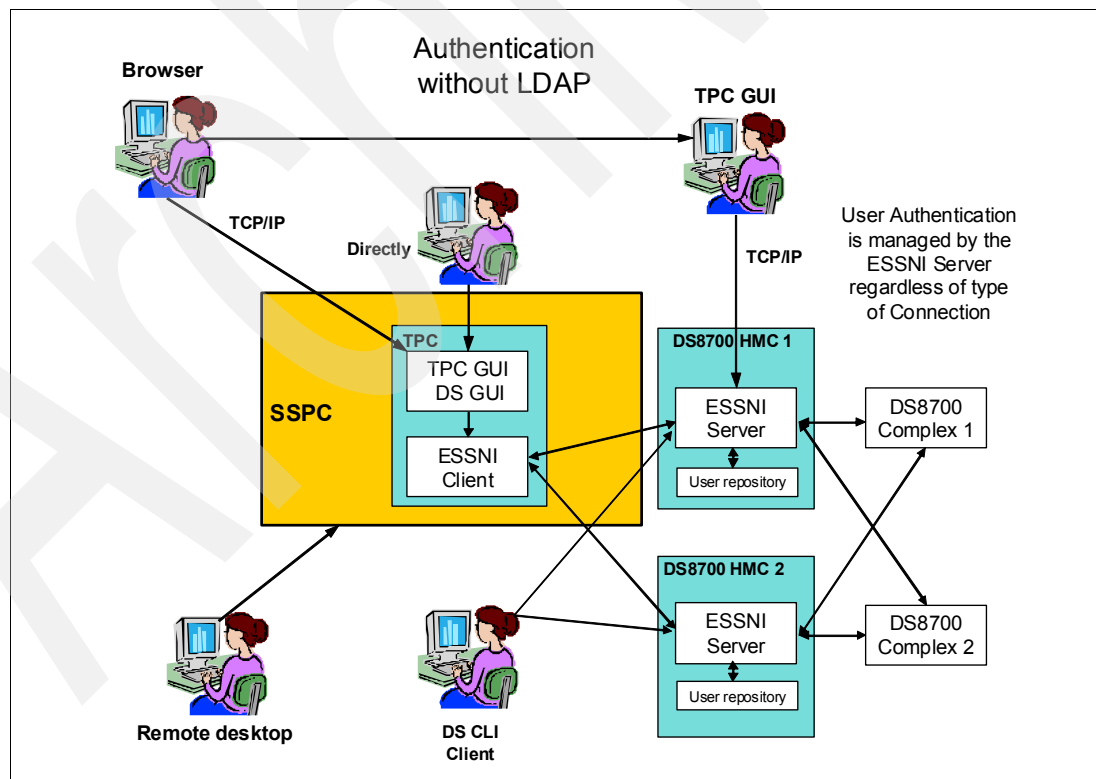 Authentication
without LDAP
Browser
TPC GUI
TCP/IP
Directly
TCP/IP
User Authentication
is managed by the
ESSNI Server
regardless of type
of Connection
SSPC
TPC
TPC GUI
DS GUI
ESSNI
Client
DS8700 HMC 1
ESSNI
Server
User repository
DS8700
Complex 1
DS8700 HMC 2
ESSNI
Server
User repository
DS8700
Complex 2
Remote desktop
DS CLI
Client